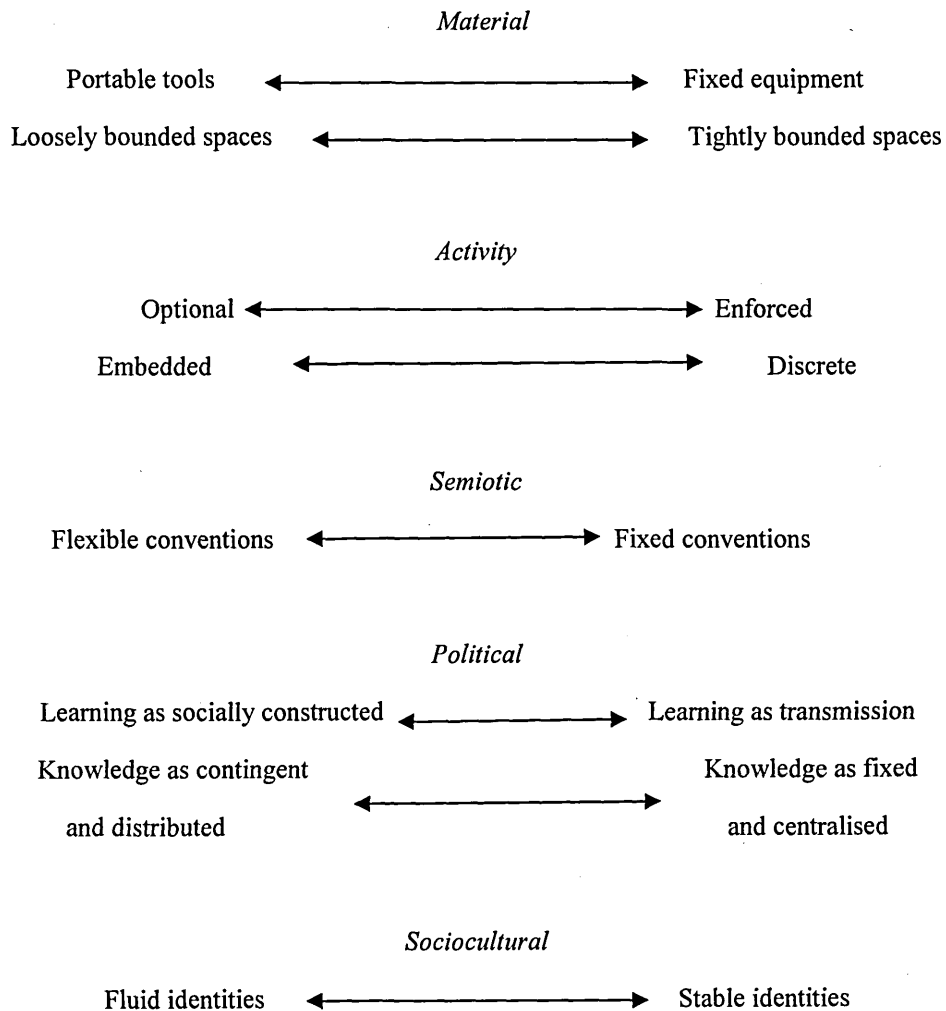 Material
Portable tools Fixed equipment
Loosely bounded spaces Tightly bounded spaces
Activity
Optional Enforced
Embedded Discrete
Semiotic
Flexible conventions Fixed conventions
Political
Learning as socially constructed Learning as transmission
Knowledge as contingent Knowledge as fixed
and distributed and centralised
Sociocultural
Fluid identities Stable identities